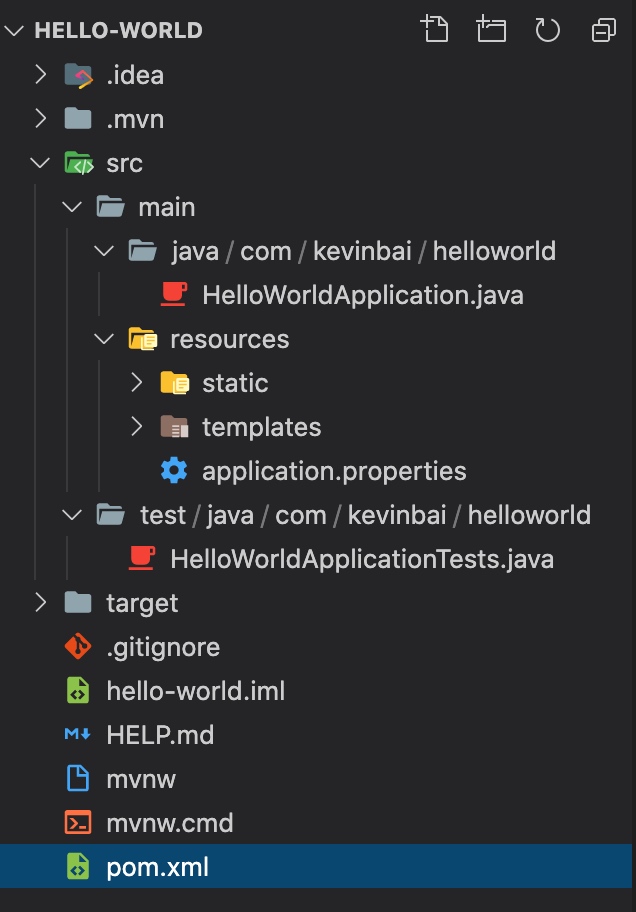 HELLO-WORLD
.idea
.mvn
src
main
java / com / kevinbai / helloworld
HelloWorldApplication.java
resources
static
templates
application.properties
test / java / com / kevinbai / helloworld
HelloWorldApplicationTests.java
target
.gitignore
hello-world.iml
HELP.md
mvnw
mvnw.cmd
pom.xml